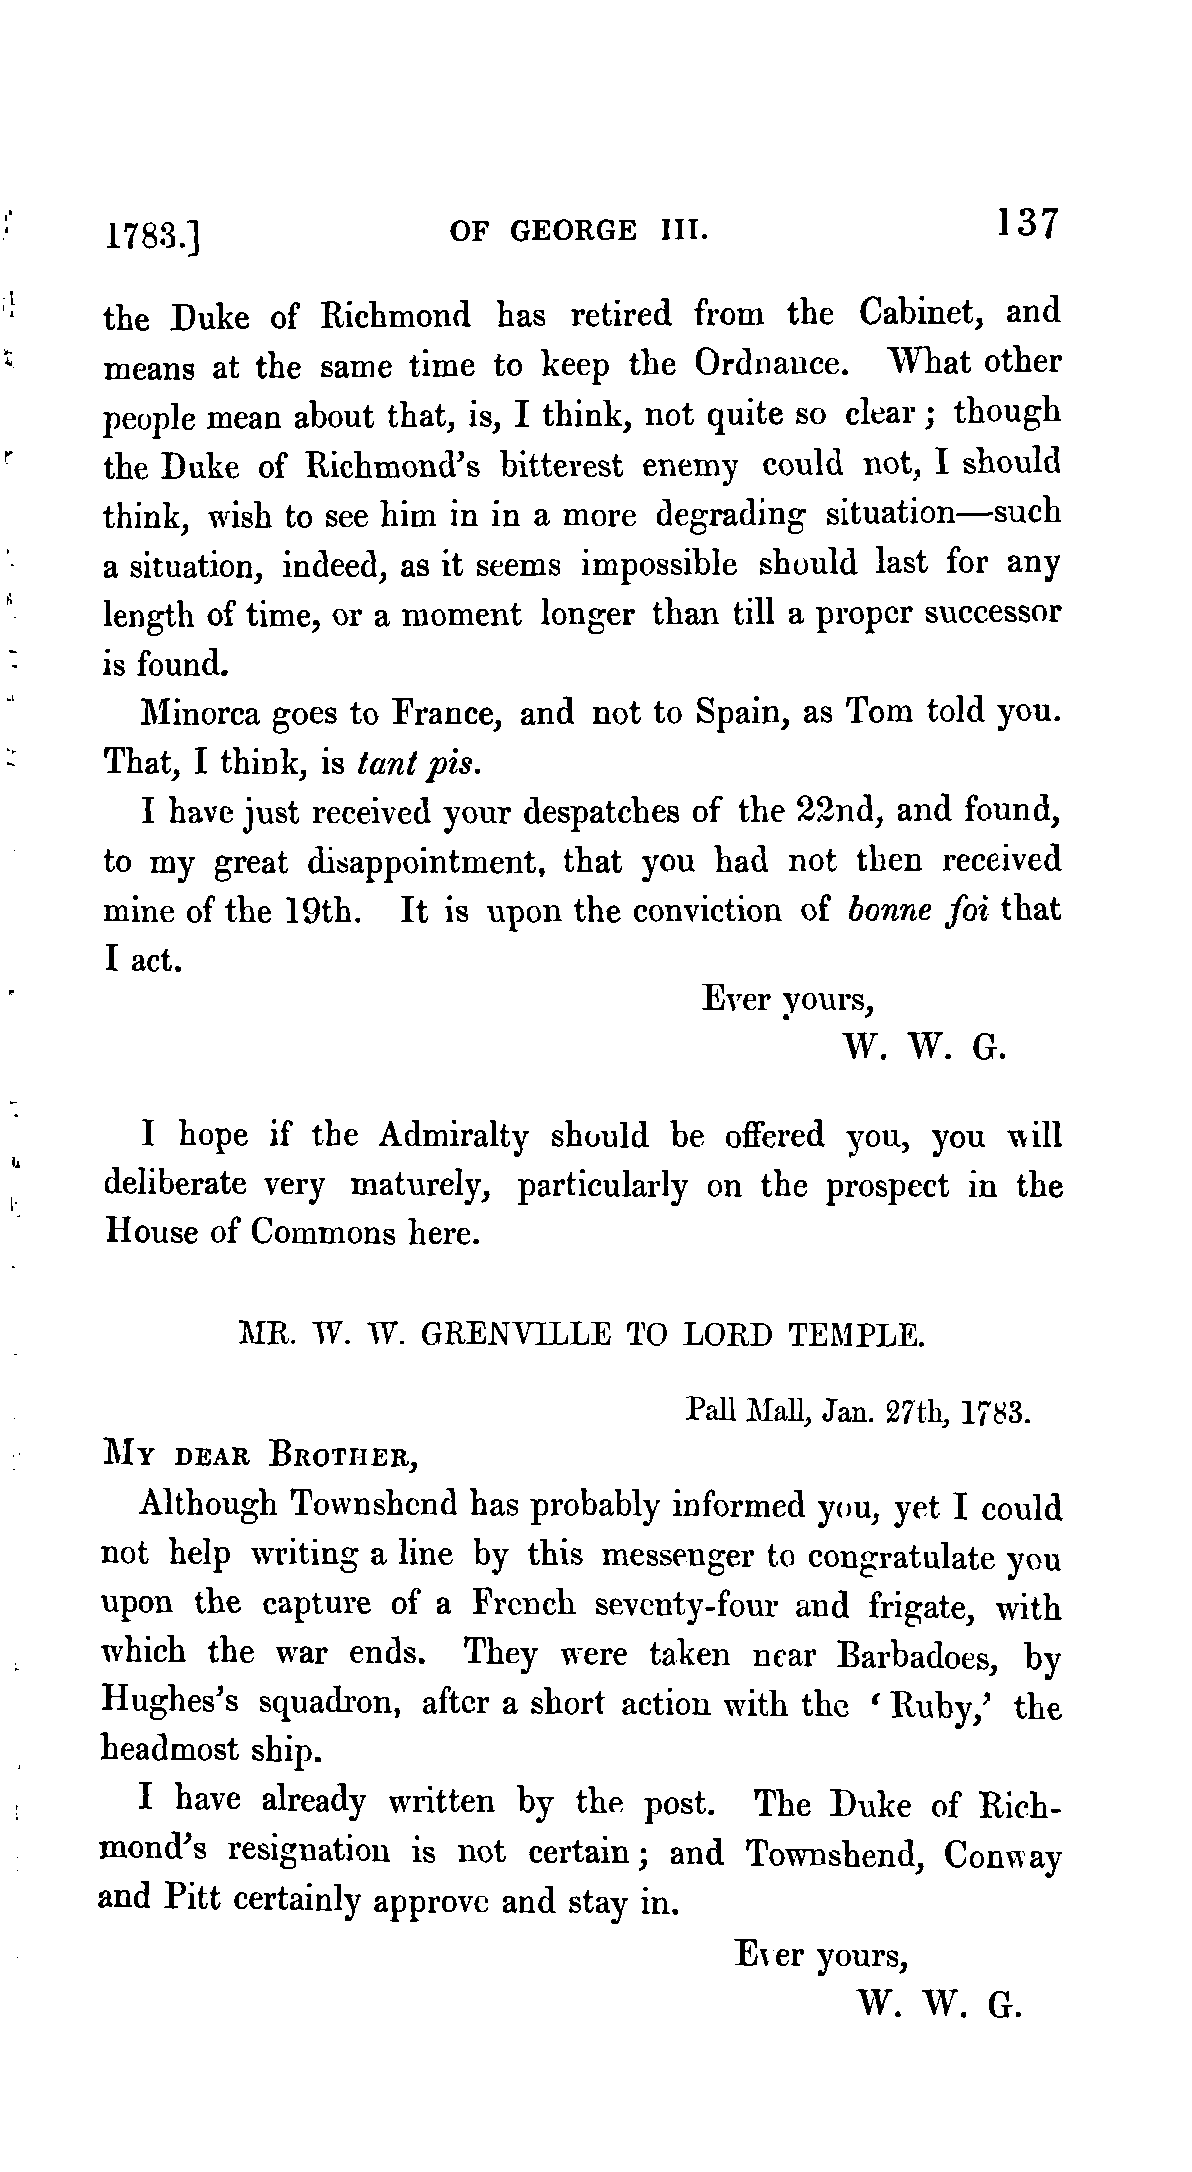 1783.] OF GEORGE III. 137
the Duke of Richmond has retired from the Cabinet, and
means at the same time to keep the Ordnance. What other
people mean about that, is, I think, not quite so clear; though
the Duke of Richmond's bitterest enemy could not, I should
think, wish to see him in in a more degrading situation—such
a situation, indeed, as it seems impossible should last for any
length of time, or a moment longer than till a proper successor
is found.
Minorca goes to France, and not to Spain, as Tom told you.
That, I think, is tant pis.
I have just received your despatches of the 22nd, and found,
to my great disappointment, that you had not then received
mine of the 19th. It is upon the conviction of bonne foi that
I act.
Ever yours,
W. W. G.
I hope if the Admiralty should be offered you, you will
deliberate very maturely, particularly on the prospect in the
House of Commons here.
MR. W. W. GRENVILLE TO LORD TEMPLE.
Pall Mall, Jan. 27th, 1783.
MY DEAR BROTHER,
Although Townshend has probably informed you, yet I could
not help writing a line by this messenger to congratulate you
upon the capture of a French seventy-four and frigate, with
which the war ends. They were taken near Barbadoes, by
Hughes's squadron, after a short action with the 'Ruby,' the
headmost ship.
I have already written by the post. The Duke of Rich-
mond's resignation is not certain; and Townshend, Conway
and Pitt certainly approve and stay in.
Ever yours,
W. W. G.